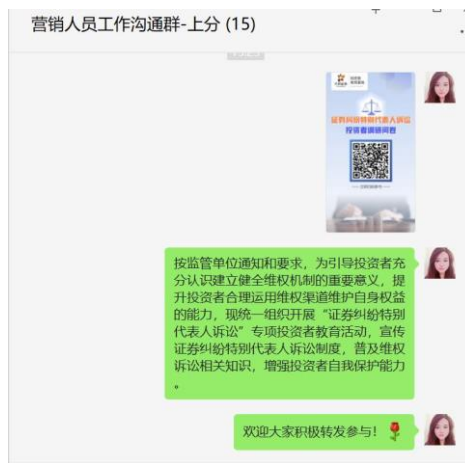 营销人员工作沟通群-上分 (15)
证券纠纷特别代表人诉讼
投资者调研问卷
按监管单位通知和要求，为引导投资者充
分认识建立健全维权机制的重要意义，提
升投资者合理运用维权渠道维护自身权益
的能力，现统一组织开展“证券纠纷特别
代表人诉讼”专项投资者教育活动，宣传
证券纠纷特别代表人诉讼制度，普及维权
诉讼相关知识，增强投资者自我保护能力
。
欢迎大家积极转发参与！